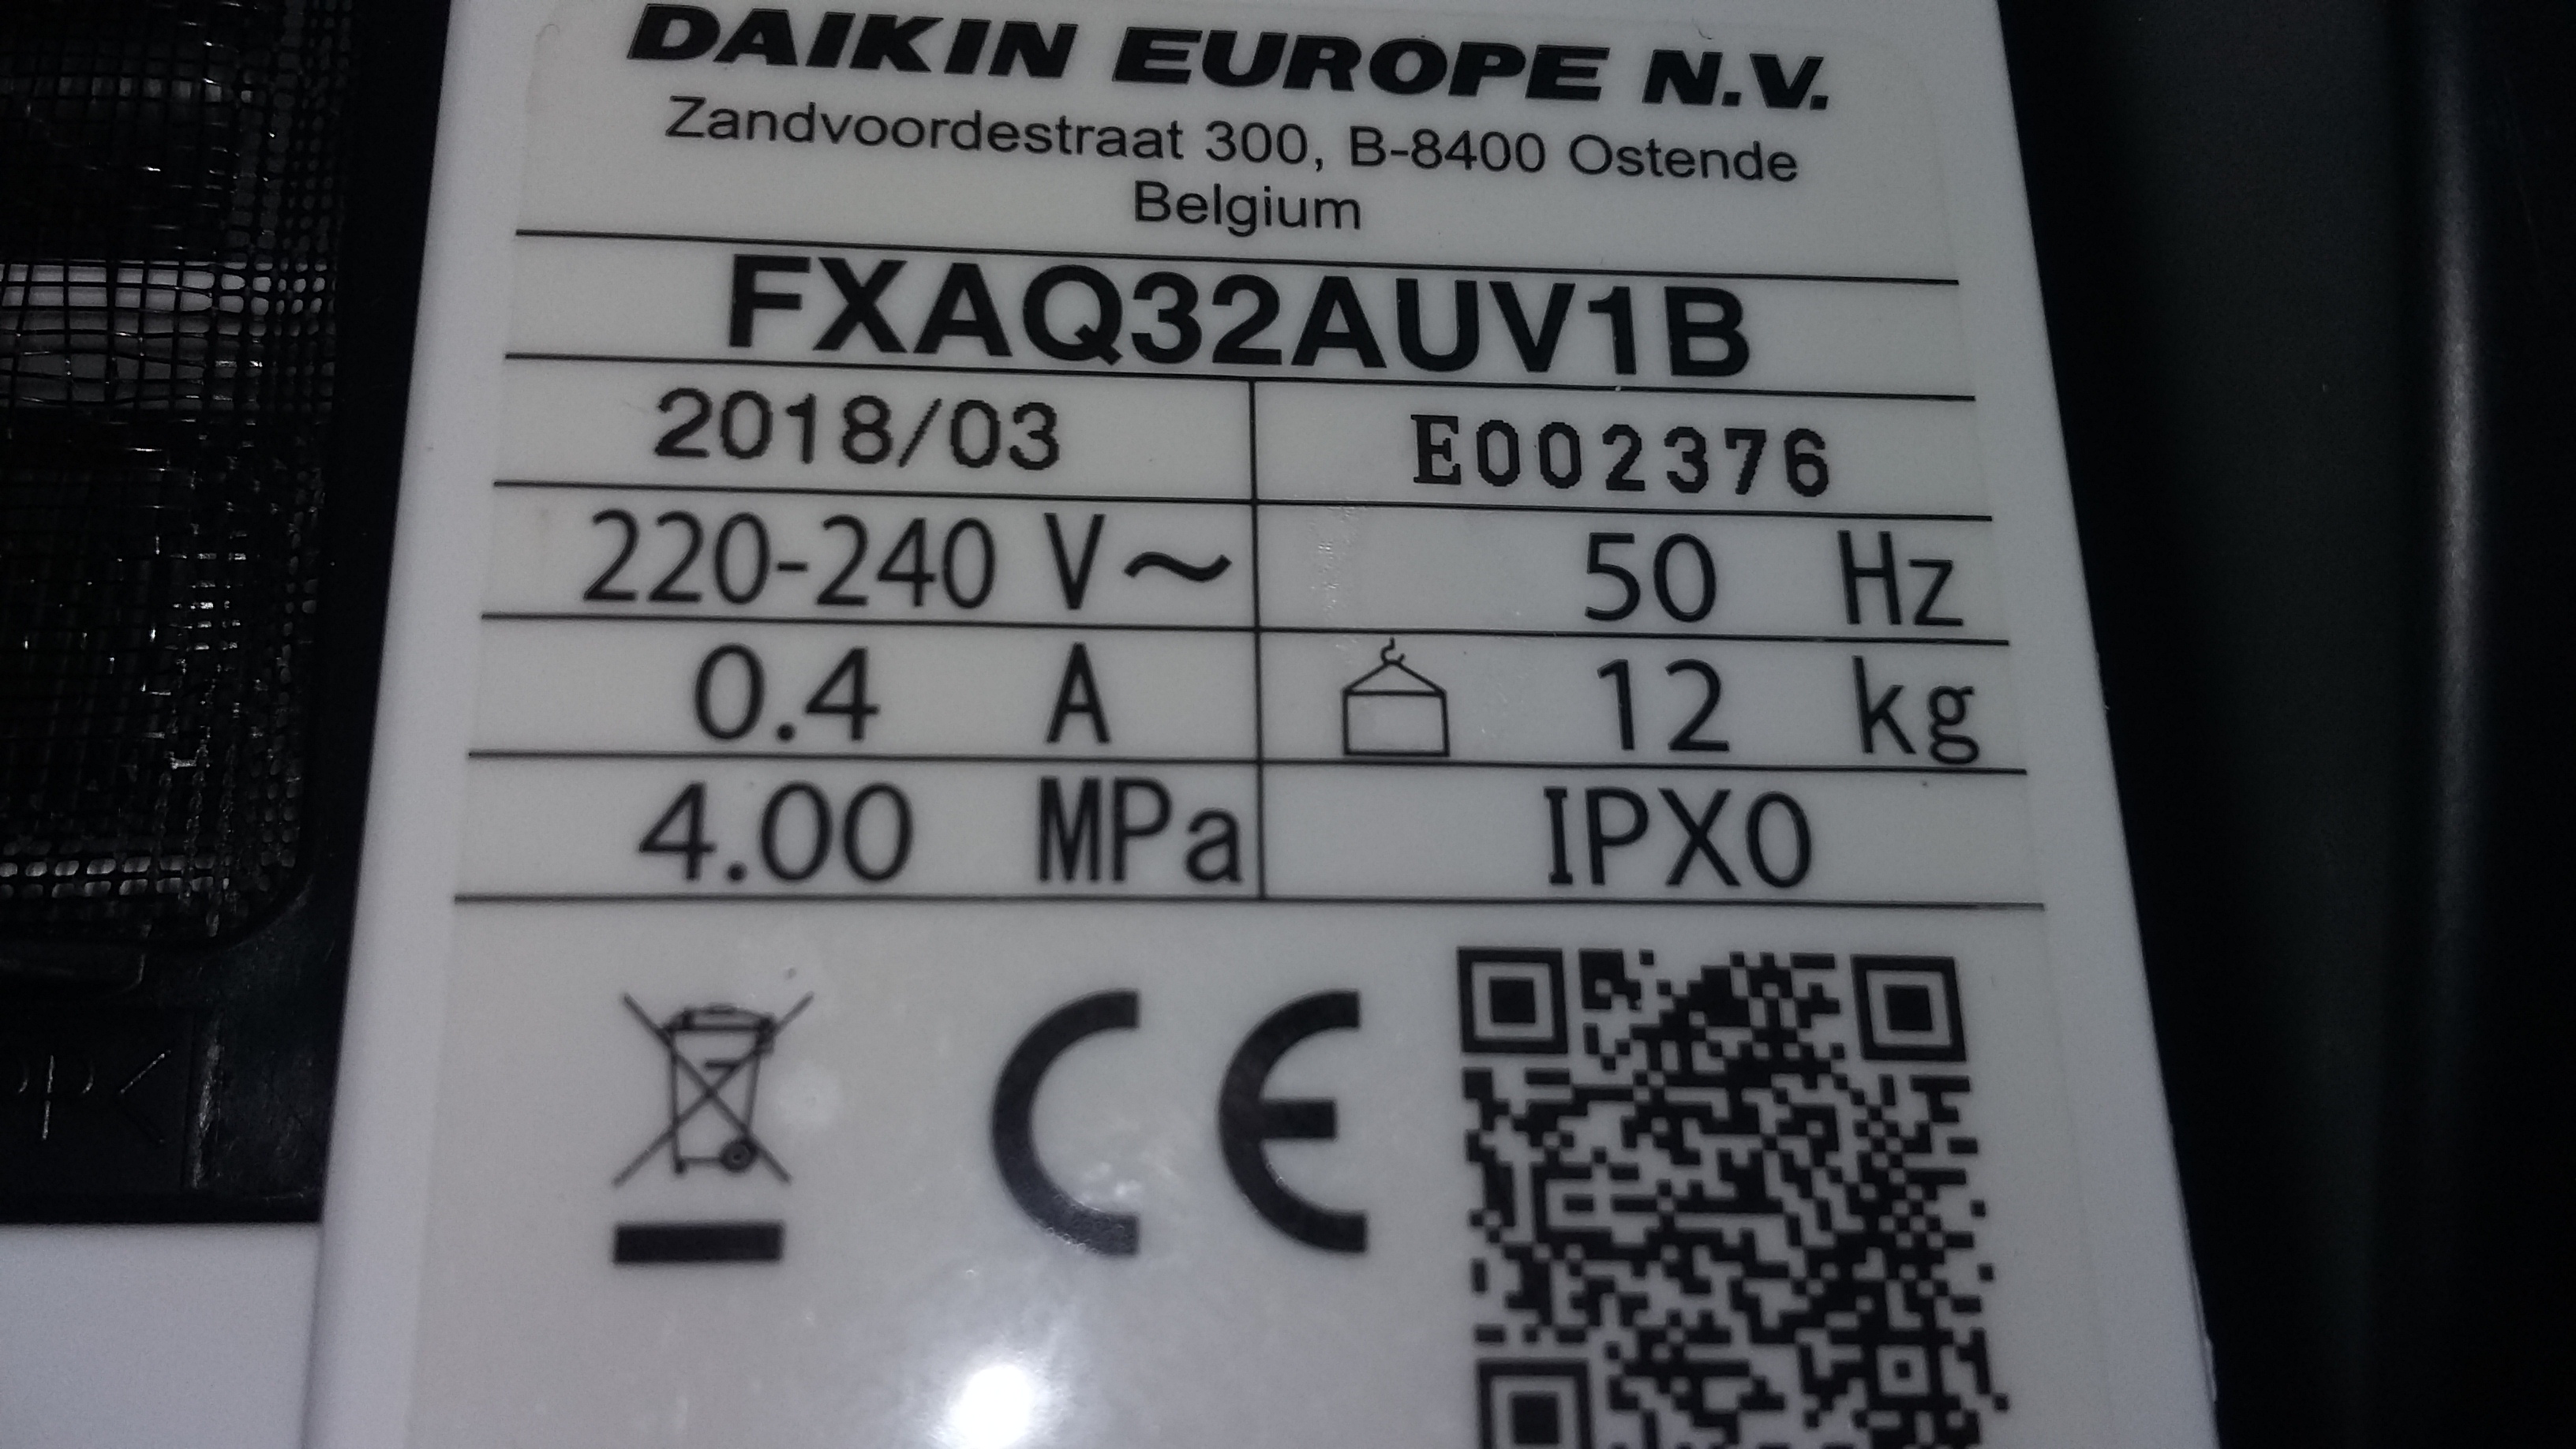 DAIKIN EUROPE N.V.
Zandvoordestraat 300, B-8400 Ostende
Belgium
FXAQ32AUV1B
2018/03 E002376
220-240 V~ 50 Hz
0.4 A 12 kg
4.00 MPa IPX0
CE